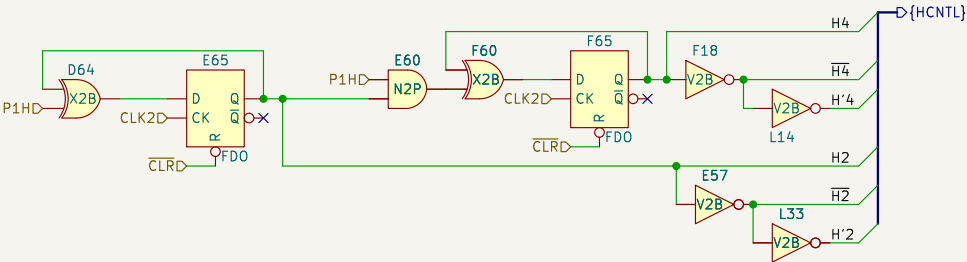 {HCNTL}
H4
D64
X2B
P1H
E65
D
Q
CK
Q
R
FDO
CLK2
CLR
E60
N2P
P1H
F60
X2B
F65
D
Q
CK
Q
R
FDO
CLK2
CLR
F18
V2B
H4
V2B
L14
H'4
H2
E57
V2B
H2
L33
V2B
H'2